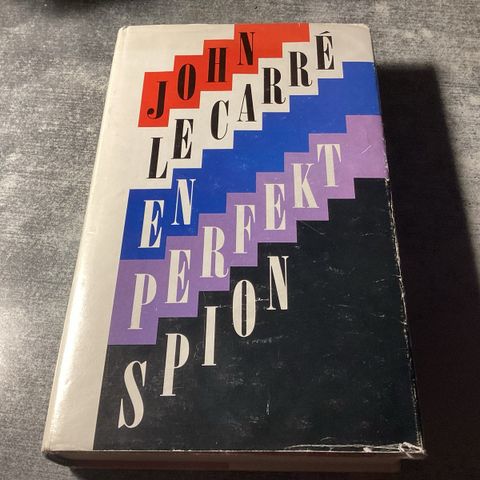 JOHN
LE CARRÉ
EN
PERFEKT
SPION